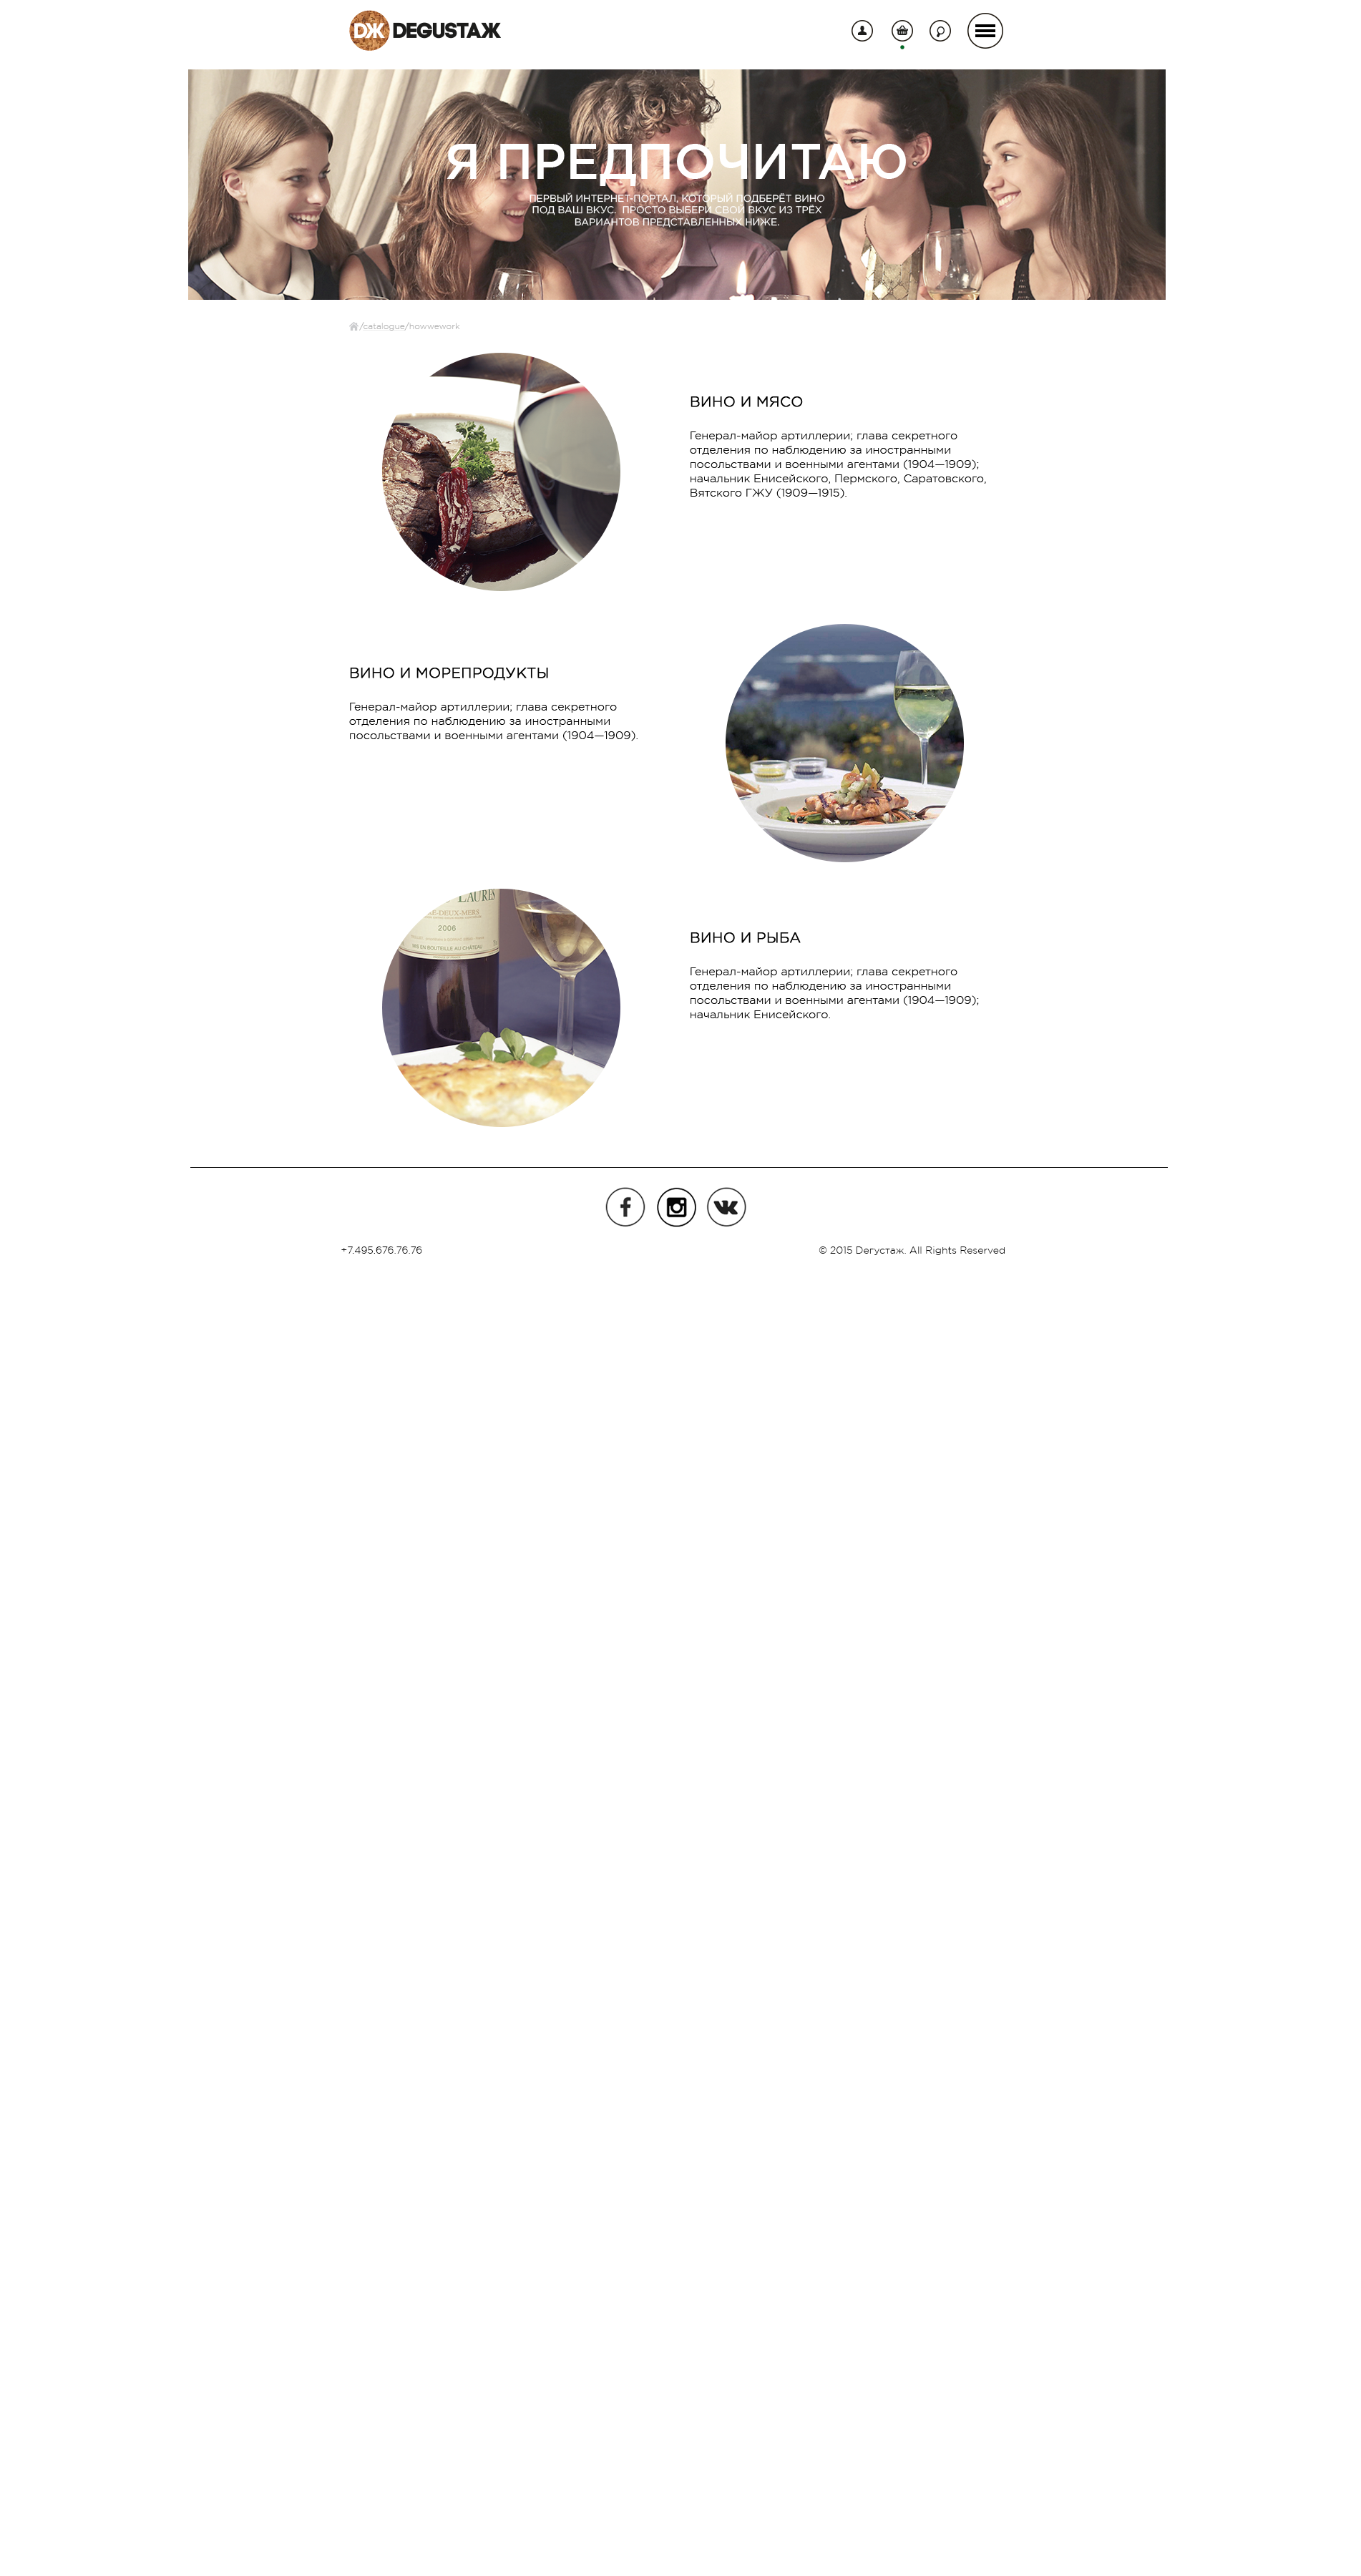 ДЖ DEGUSTAЖ
Я ПРЕДПОЧИТАЮ
ПЕРВЫЙ ИНТЕРНЕТ-ПОРТАЛ, КОТОРЫЙ ПОДБЕРЁТ ВИНО
ПОД ВАШ ВКУС. ПРОСТО ВЫБЕРИ СВОЙ ВКУС ИЗ ТРЁХ
ВАРИАНТОВ ПРЕДСТАВЛЕННЫХ НИЖЕ.
/catalogue/howwework
ВИНО И МЯСО
Генерал-майор артиллерии; глава секретного
отделения по наблюдению за иностранными
посольствами и военными агентами (1904—1909);
начальник Енисейского, Пермского, Саратовского,
Вятского ГЖУ (1909—1915).
ВИНО И МОРЕПРОДУКТЫ
Генерал-майор артиллерии; глава секретного
отделения по наблюдению за иностранными
посольствами и военными агентами (1904—1909).
LAURES
E-DEUX-MERS
2006
MIS EN BOUTEILLE AU CHÂTEAU
ВИНО И РЫБА
Генерал-майор артиллерии; глава секретного
отделения по наблюдению за иностранными
посольствами и военными агентами (1904—1909);
начальник Енисейского.
+7.495.676.76.76
© 2015 Dегустаж. All Rights Reserved